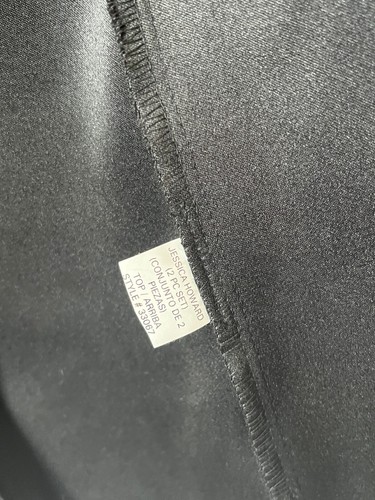 JESSICA HOWARD
(2 PC SET)
(CONJUNTO DE 2
PIEZAS)
TOP / ARRIBA
STYLE # 33067